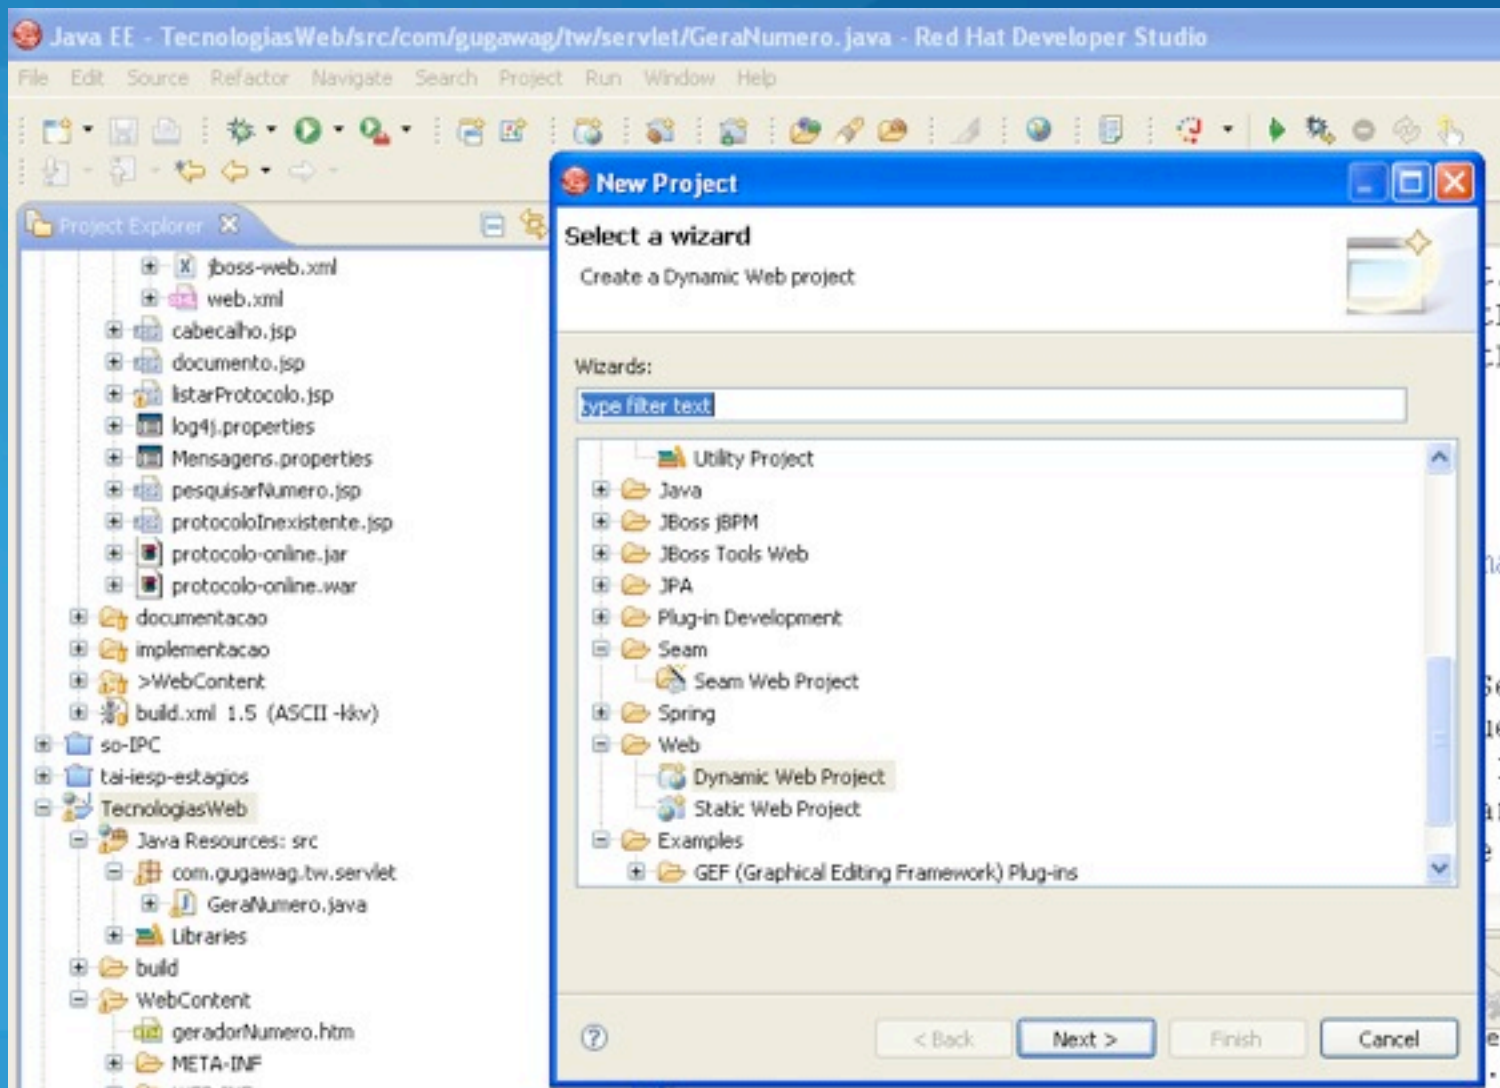 Java EE - TecnologiasWeb/src/com/gugawag/tw/servlet/GeraNumero.java - Red Hat Developer Studio
File Edit Source Refactor Navigate Search Project Run Window Help
Project Explorer
jboss-web.xml
web.xml
cabecalho.jsp
documento.jsp
listarProtocolo.jsp
log4j.properties
Mensagens.properties
pesquisarNumero.jsp
protocoloInexistente.jsp
protocolo-online.jar
protocolo-online.war
documentacao
implementacao
>WebContent
build.xml 1.5 (ASCII -kkv)
so-IPC
tai-iesp-estagios
TecnologiasWeb
Java Resources: src
com.gugawag.tw.servlet
GeraNumero.java
Libraries
build
WebContent
geradorNumero.htm
META-INF
New Project
Select a wizard
Create a Dynamic Web project
Wizards:
type filter text
Utility Project
Java
JBoss jBPM
JBoss Tools Web
JPA
Plug-in Development
Seam
Seam Web Project
Spring
Web
Dynamic Web Project
Static Web Project
Examples
GEF (Graphical Editing Framework) Plug-ins
< Back Next > Finish Cancel